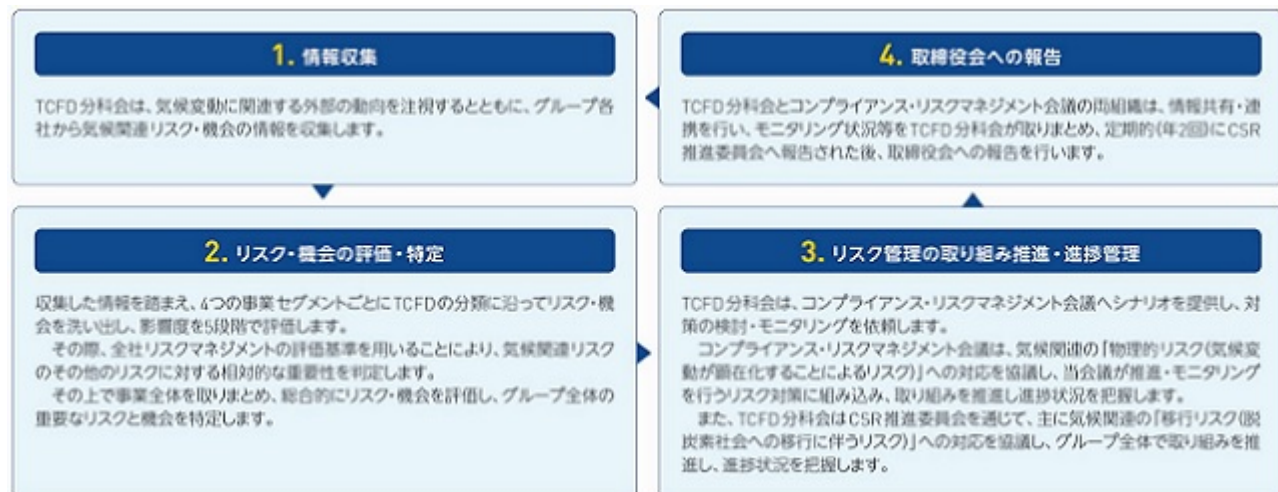 1. 情報収集
TCFD分科会は、気候変動に関連する外部の動向を注視するとともに、グループ各
社から気候関連リスク・機会の情報を収集します。
2. リスク・機会の評価・特定
収集した情報を踏まえ、4つの事業セグメントごとにTCFDの分類に沿ってリスク・機
会を洗い出し、影響度を5段階で評価します。
その際、全社リスクマネジメントの評価基準を用いることにより、気候関連リスク
のその他のリスクに対する相対的な重要性を判定します。
その上で事業全体を取りまとめ、総合的にリスク・機会を評価し、グループ全体の
重要なリスクと機会を特定します。
3. リスク管理の取り組み推進・進捗管理
TCFD分科会は、コンプライアンス・リスクマネジメント会議へシナリオを提供し、対
策の検討・モニタリングを依頼します。
コンプライアンス・リスクマネジメント会議は、気候関連の「物理的リスク(気候変
動が顕在化することによるリスク)」への対応を協議し、当会議が推進・モニタリング
を行うリスク対策に組み込み、取り組みを推進し進捗状況を把握します。
また、TCFD分科会はCSR推進委員会を通じて、主に気候関連の「移行リスク(脱
炭素社会への移行に伴うリスク)」への対応を協議し、グループ全体で取り組みを推
進し、進捗状況を把握します。
4. 取締役会への報告
TCFD分科会とコンプライアンス・リスクマネジメント会議の両組織は、情報共有・連
携を行い、モニタリング状況等をTCFD分科会が取りまとめ、定期的(年2回)にCSR
推進委員会へ報告された後、取締役会への報告を行います。